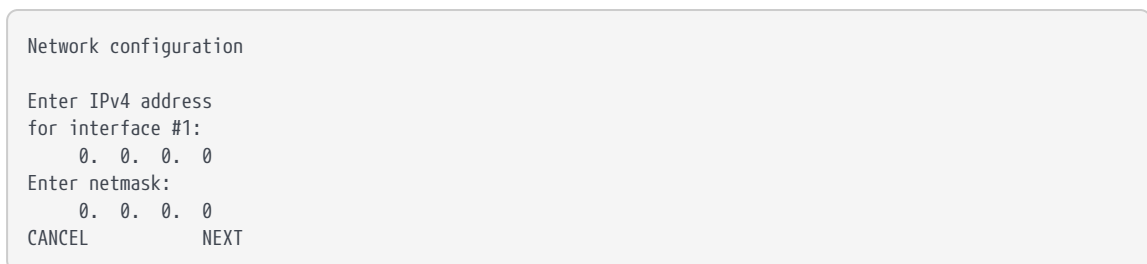 Network configuration
Enter IPv4 address
for interface #1:
0. 0. 0. 0
Enter netmask:
0. 0. 0. 0
CANCEL NEXT